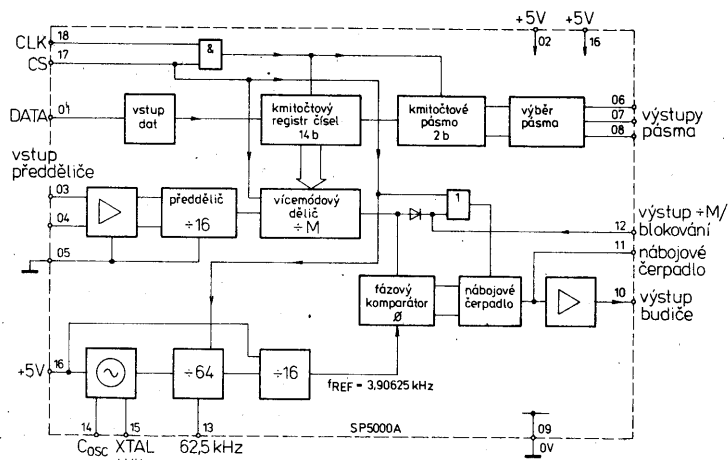 +5V +5V
02 16
CLK 18
CS 17
&
DATA 01
vstup
dat
kmitočtový
registr čísel
14 b
kmitočtové
pásmo
2 b
výběr
pásma
06
07
08
výstupy
pásma
vstup
předděliče
03
04
05
předdělič
÷16
vícemódový
dělič
÷M
1
12
výstup ÷M/
blokování
11
nábojové
čerpadlo
fázový
komparátor
Ø
nábojové
čerpadlo
10
výstup
budiče
+5V 16
÷64
÷16
fREF = 3,90625 kHz
14 15 13
COSC XTAL 62,5 kHz
SP5000A
09
0V